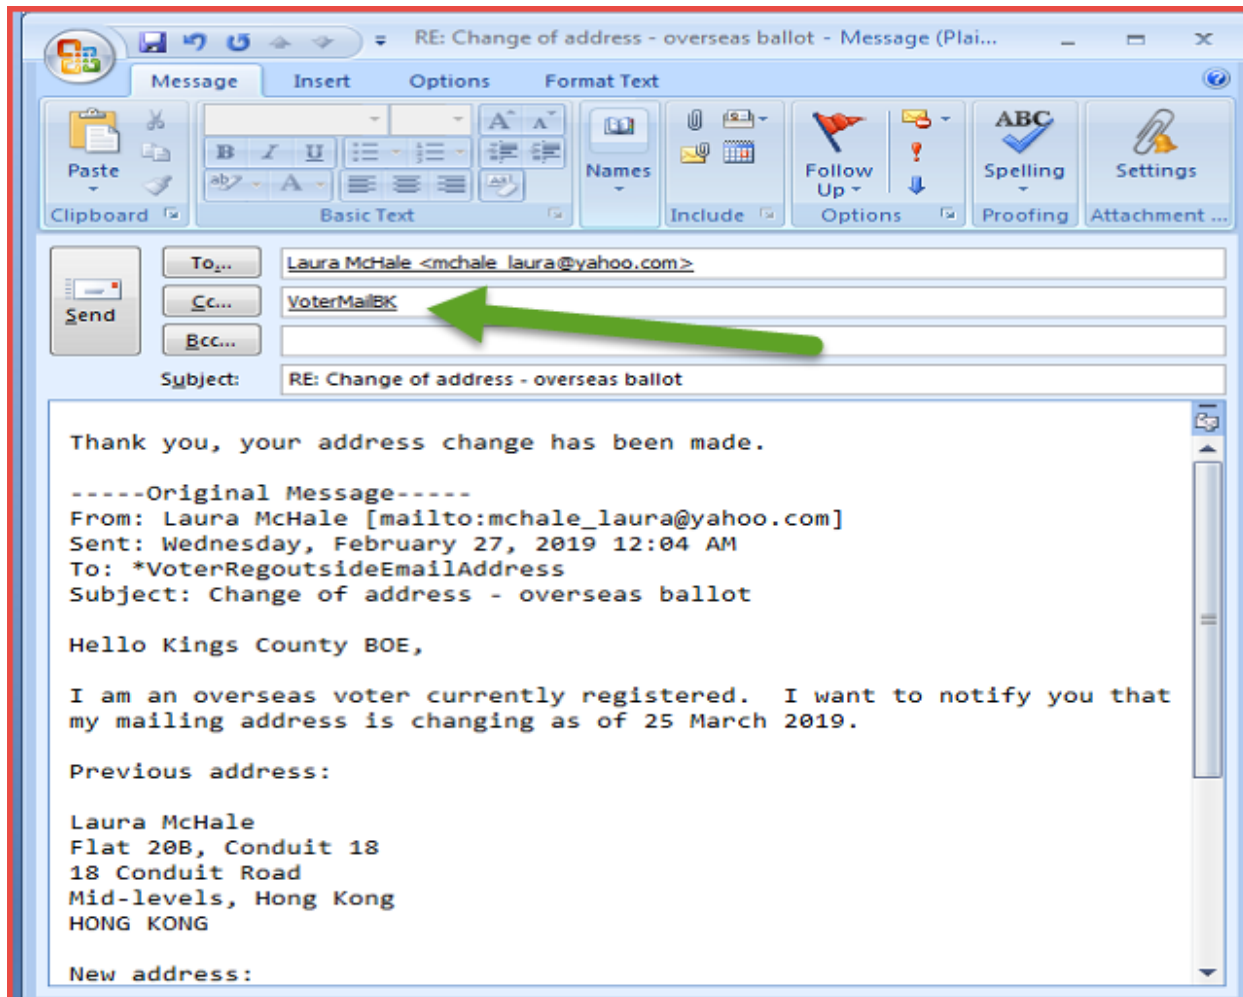 RE: Change of address - overseas ballot - Message (Plai...
Message Insert Options Format Text
Paste
Clipboard
B I U
A A
ab A
Basic Text
Names
Include
Follow Up
Options
ABC
Spelling
Proofing
Settings
Attachment ...
Send
To... Laura McHale <mchale_laura@yahoo.com>
Cc... VoterMailBK
Bcc...
Subject: RE: Change of address - overseas ballot
Thank you, your address change has been made.
-----Original Message-----
From: Laura McHale [mailto:mchale_laura@yahoo.com]
Sent: Wednesday, February 27, 2019 12:04 AM
To: *VoterRegoutsideEmailAddress
Subject: Change of address - overseas ballot
Hello Kings County BOE,
I am an overseas voter currently registered.  I want to notify you that
my mailing address is changing as of 25 March 2019.
Previous address:
Laura McHale
Flat 20B, Conduit 18
18 Conduit Road
Mid-levels, Hong Kong
HONG KONG
New address: